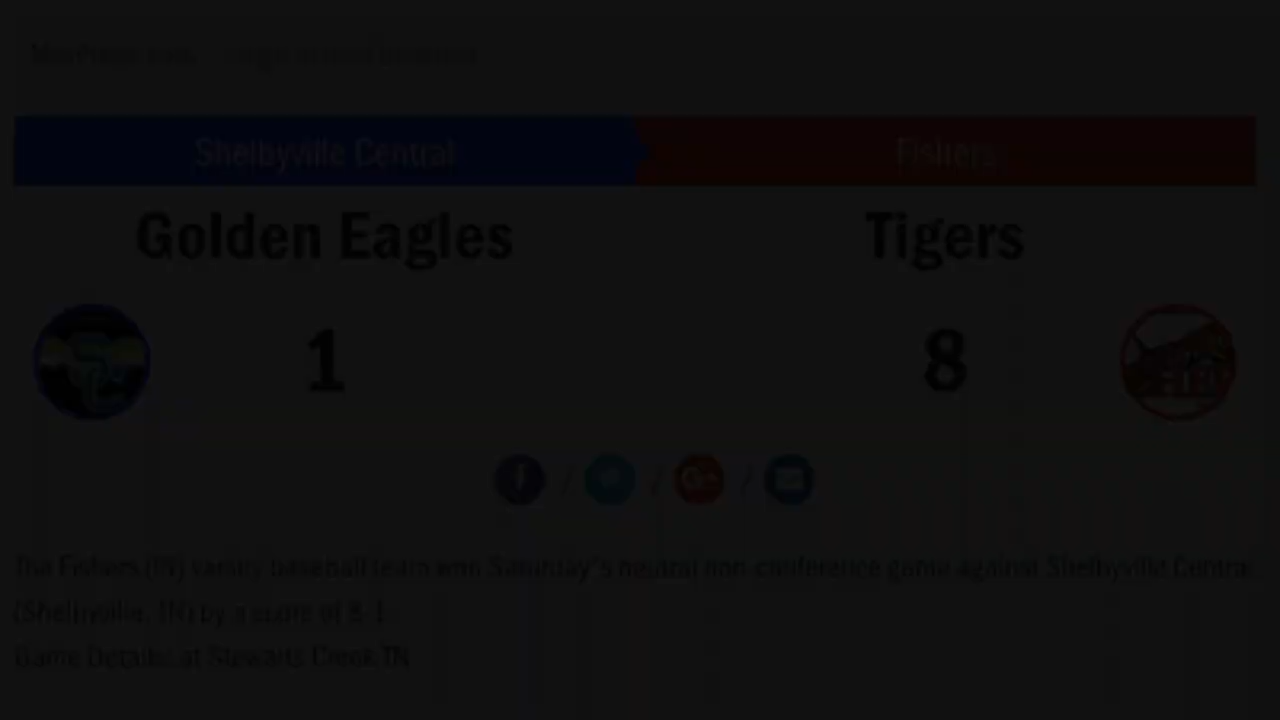 Shelbyville Central
Fishers
Golden Eagles
Tigers
1
8
The Fishers (IN) varsity baseball team won Saturday's neutral non-conference game against Shelbyville Central
(Shelbyville, TN) by a score of 8-1.
Game Details: at Stewarts Creek TN